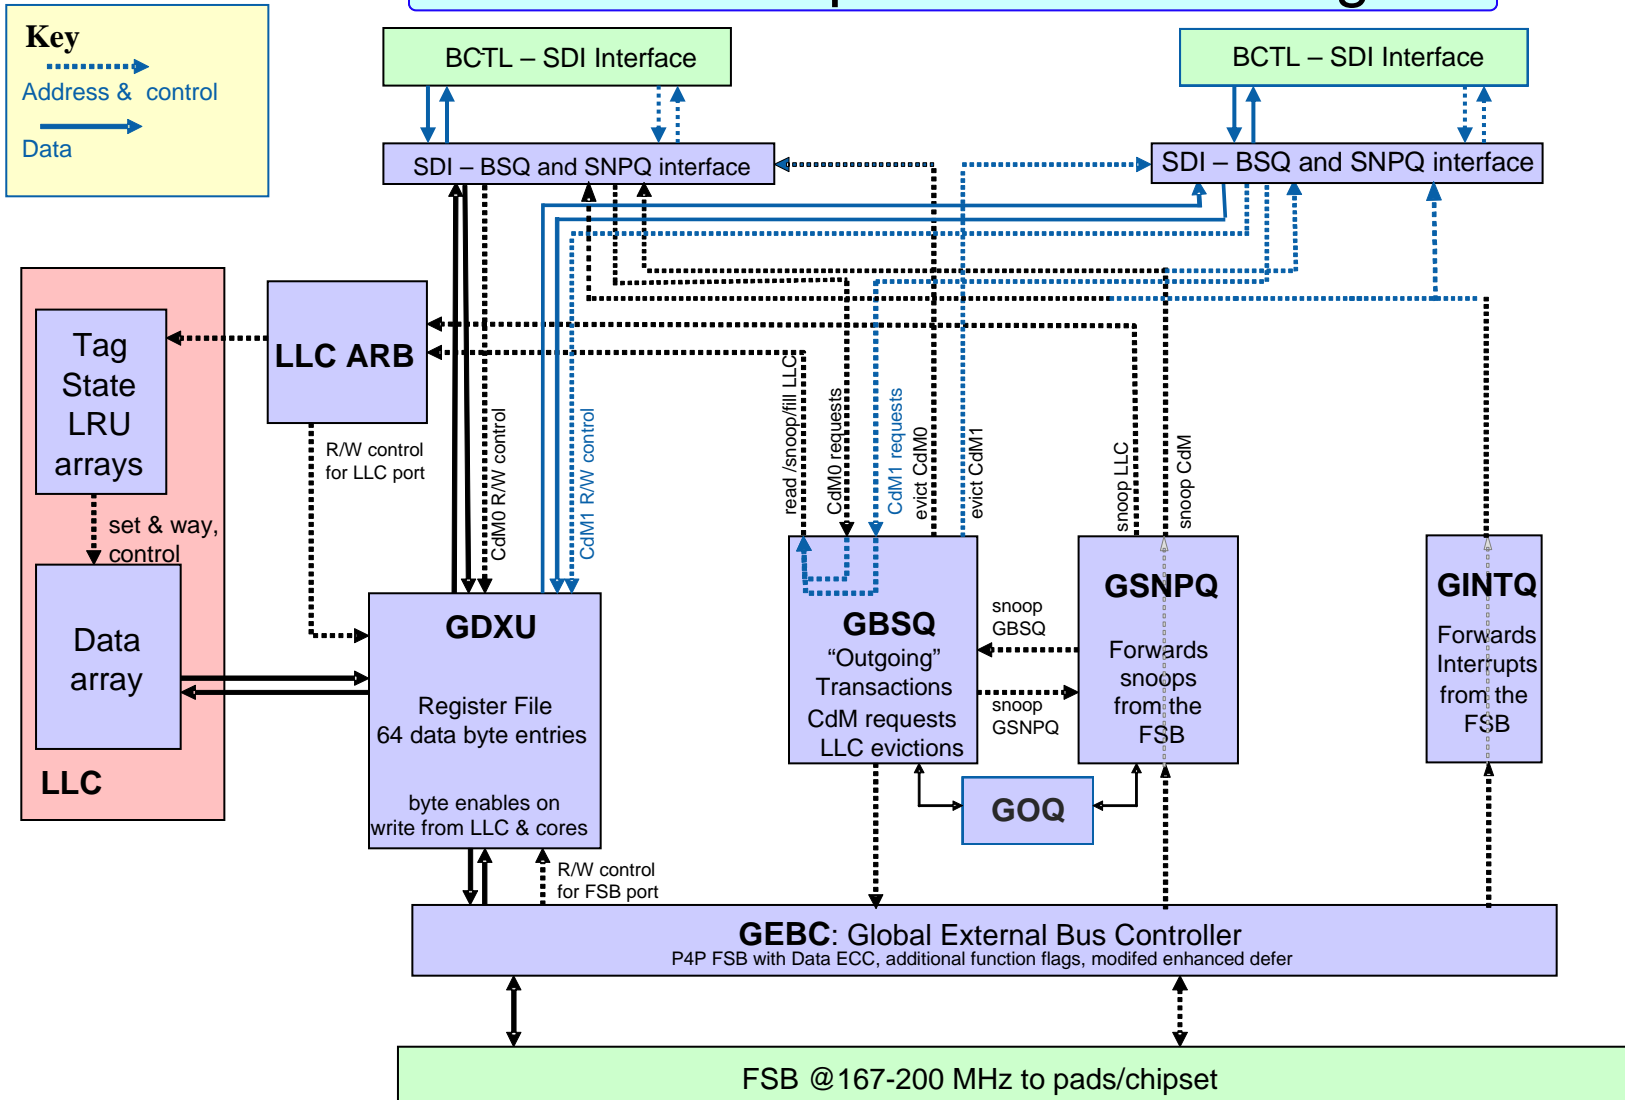 Key
Address & control
Data
BCTL – SDI Interface
BCTL – SDI Interface
SDI – BSQ and SNPQ interface
SDI – BSQ and SNPQ interface
Tag
State
LRU
arrays
LLC ARB
R/W control
for LLC port
set & way,
control
Data
array
LLC
CdM0 R/W control
CdM1 R/W control
read /snoop/fill LLC
CdM0 requests
CdM1 requests
evict CdM0
evict CdM1
snoop LLC
snoop CdM
GDXU
Register File
64 data byte entries
byte enables on
write from LLC & cores
GBSQ
“Outgoing”
Transactions
CdM requests
LLC evictions
snoop
GBSQ
snoop
GSNPQ
GSNPQ
Forwards
snoops
from the
FSB
GINTQ
Forwards
Interrupts
from the
FSB
GOQ
R/W control
for FSB port
GEBC: Global External Bus Controller
P4P FSB with Data ECC, additional function flags, modifed enhanced defer
FSB @167-200 MHz to pads/chipset